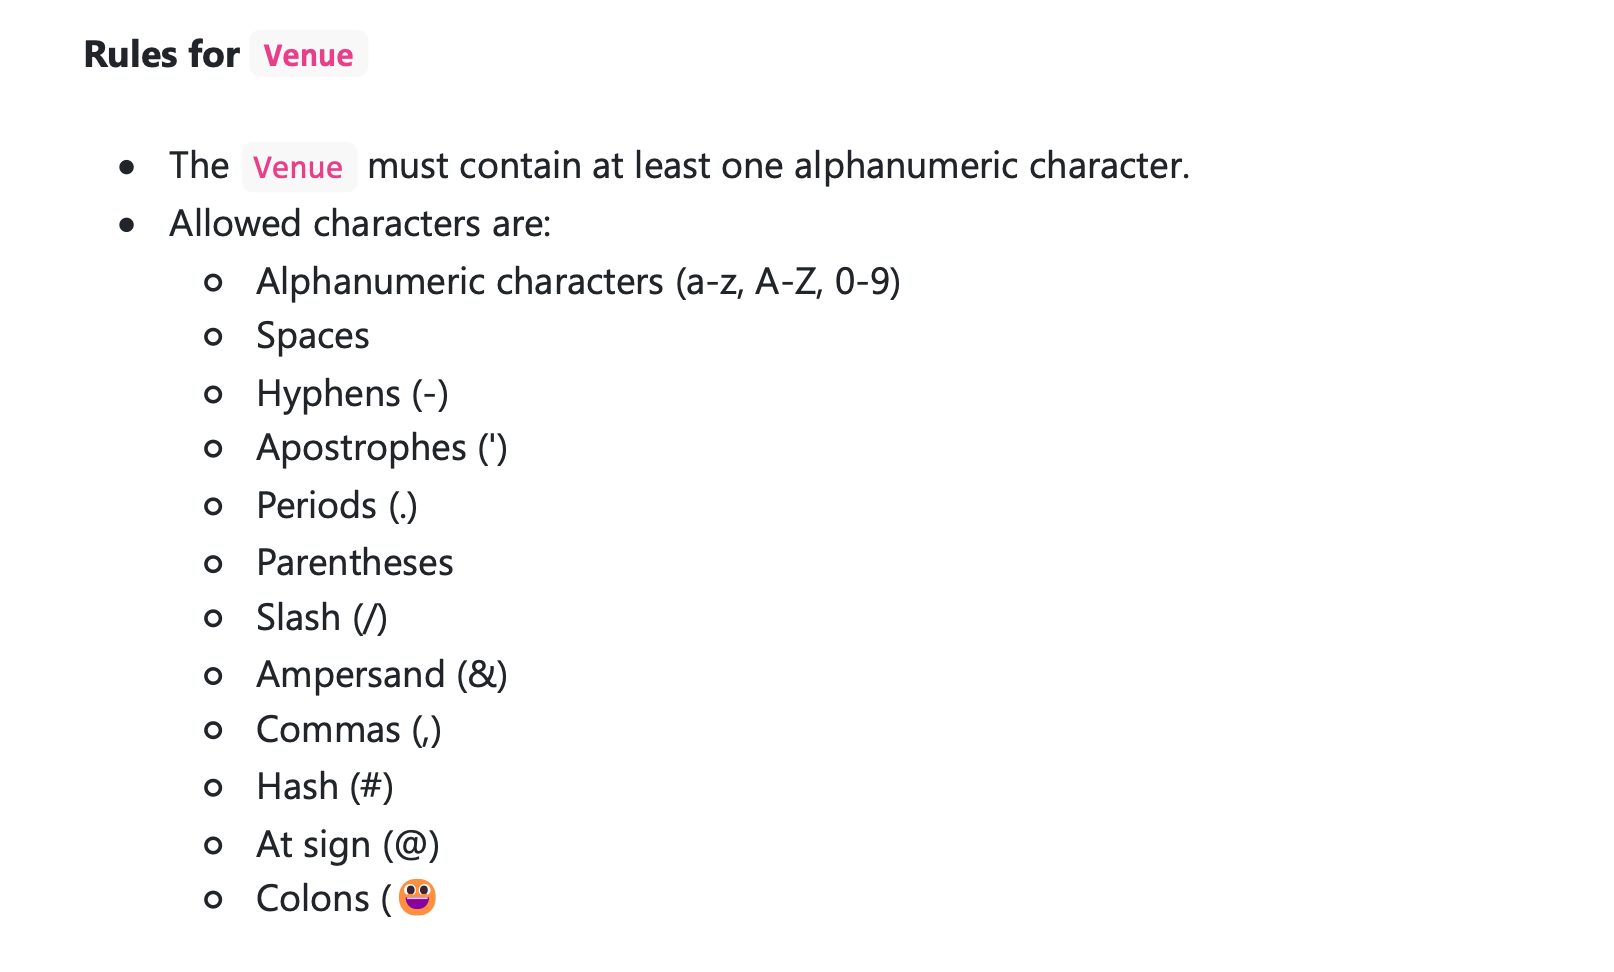 Rules for Venue
The Venue must contain at least one alphanumeric character.
Allowed characters are:
Alphanumeric characters (a-z, A-Z, 0-9)
Spaces
Hyphens (-)
Apostrophes (')
Periods (.)
Parentheses
Slash (/)
Ampersand (&)
Commas (,)
Hash (#)
At sign (@)
Colons (😀